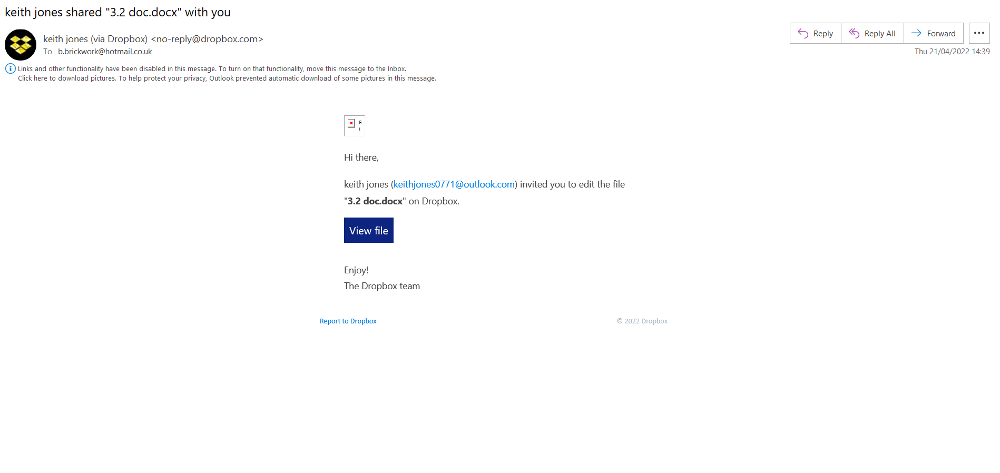 keith jones shared "3.2 doc.docx" with you
keith jones (via Dropbox) <no-reply@dropbox.com>
To b.brickwork@hotmail.co.uk
Reply
Reply All
Forward
Thu 21/04/2022 14:39
Links and other functionality have been disabled in this message. To turn on that functionality, move this message to the Inbox.
Click here to download pictures. To help protect your privacy, Outlook prevented automatic download of some pictures in this message.
R
i
Hi there,
keith jones (keithjones0771@outlook.com) invited you to edit the file
"3.2 doc.docx" on Dropbox.
View file
Enjoy!
The Dropbox team
Report to Dropbox
© 2022 Dropbox